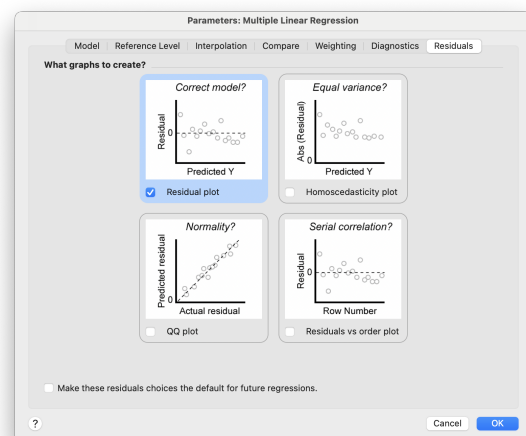 Parameters: Multiple Linear Regression
Model Reference Level Interpolation Compare Weighting Diagnostics Residuals
What graphs to create?
Correct model?
Residual
0
Predicted Y
Residual plot
Equal variance?
Abs (Residual)
0
Predicted Y
Homoscedasticity plot
Normality?
Predicted residual
0
Actual residual
QQ plot
Serial correlation?
Residual
0
Row Number
Residuals vs order plot
Make these residuals choices the default for future regressions.
? Cancel OK